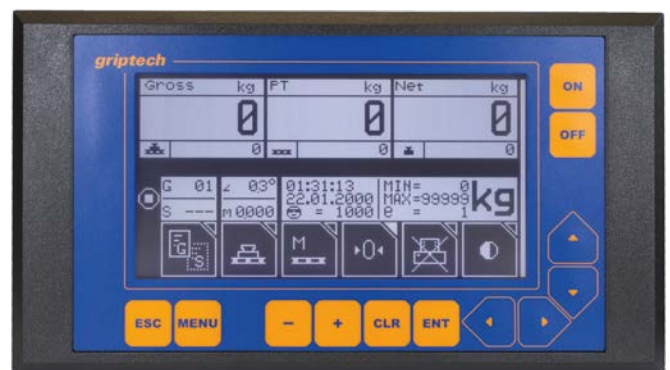 griptech
Gross kg PT kg Net kg
0 0 0
0 0 0
G 01 ∠ 03° 01:31:13 MIN= 0
22.01.2000 MAX=99999 kg
S --- M 0000 = 1000 e = 1
G S M ▸0◂
ON
OFF
ESC MENU - + CLR ENT